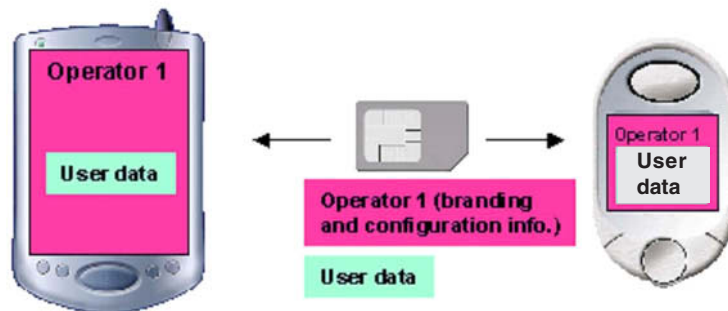 Operator 1
User data
Operator 1 (branding
and configuration info.)
User data
Operator 1
User
data